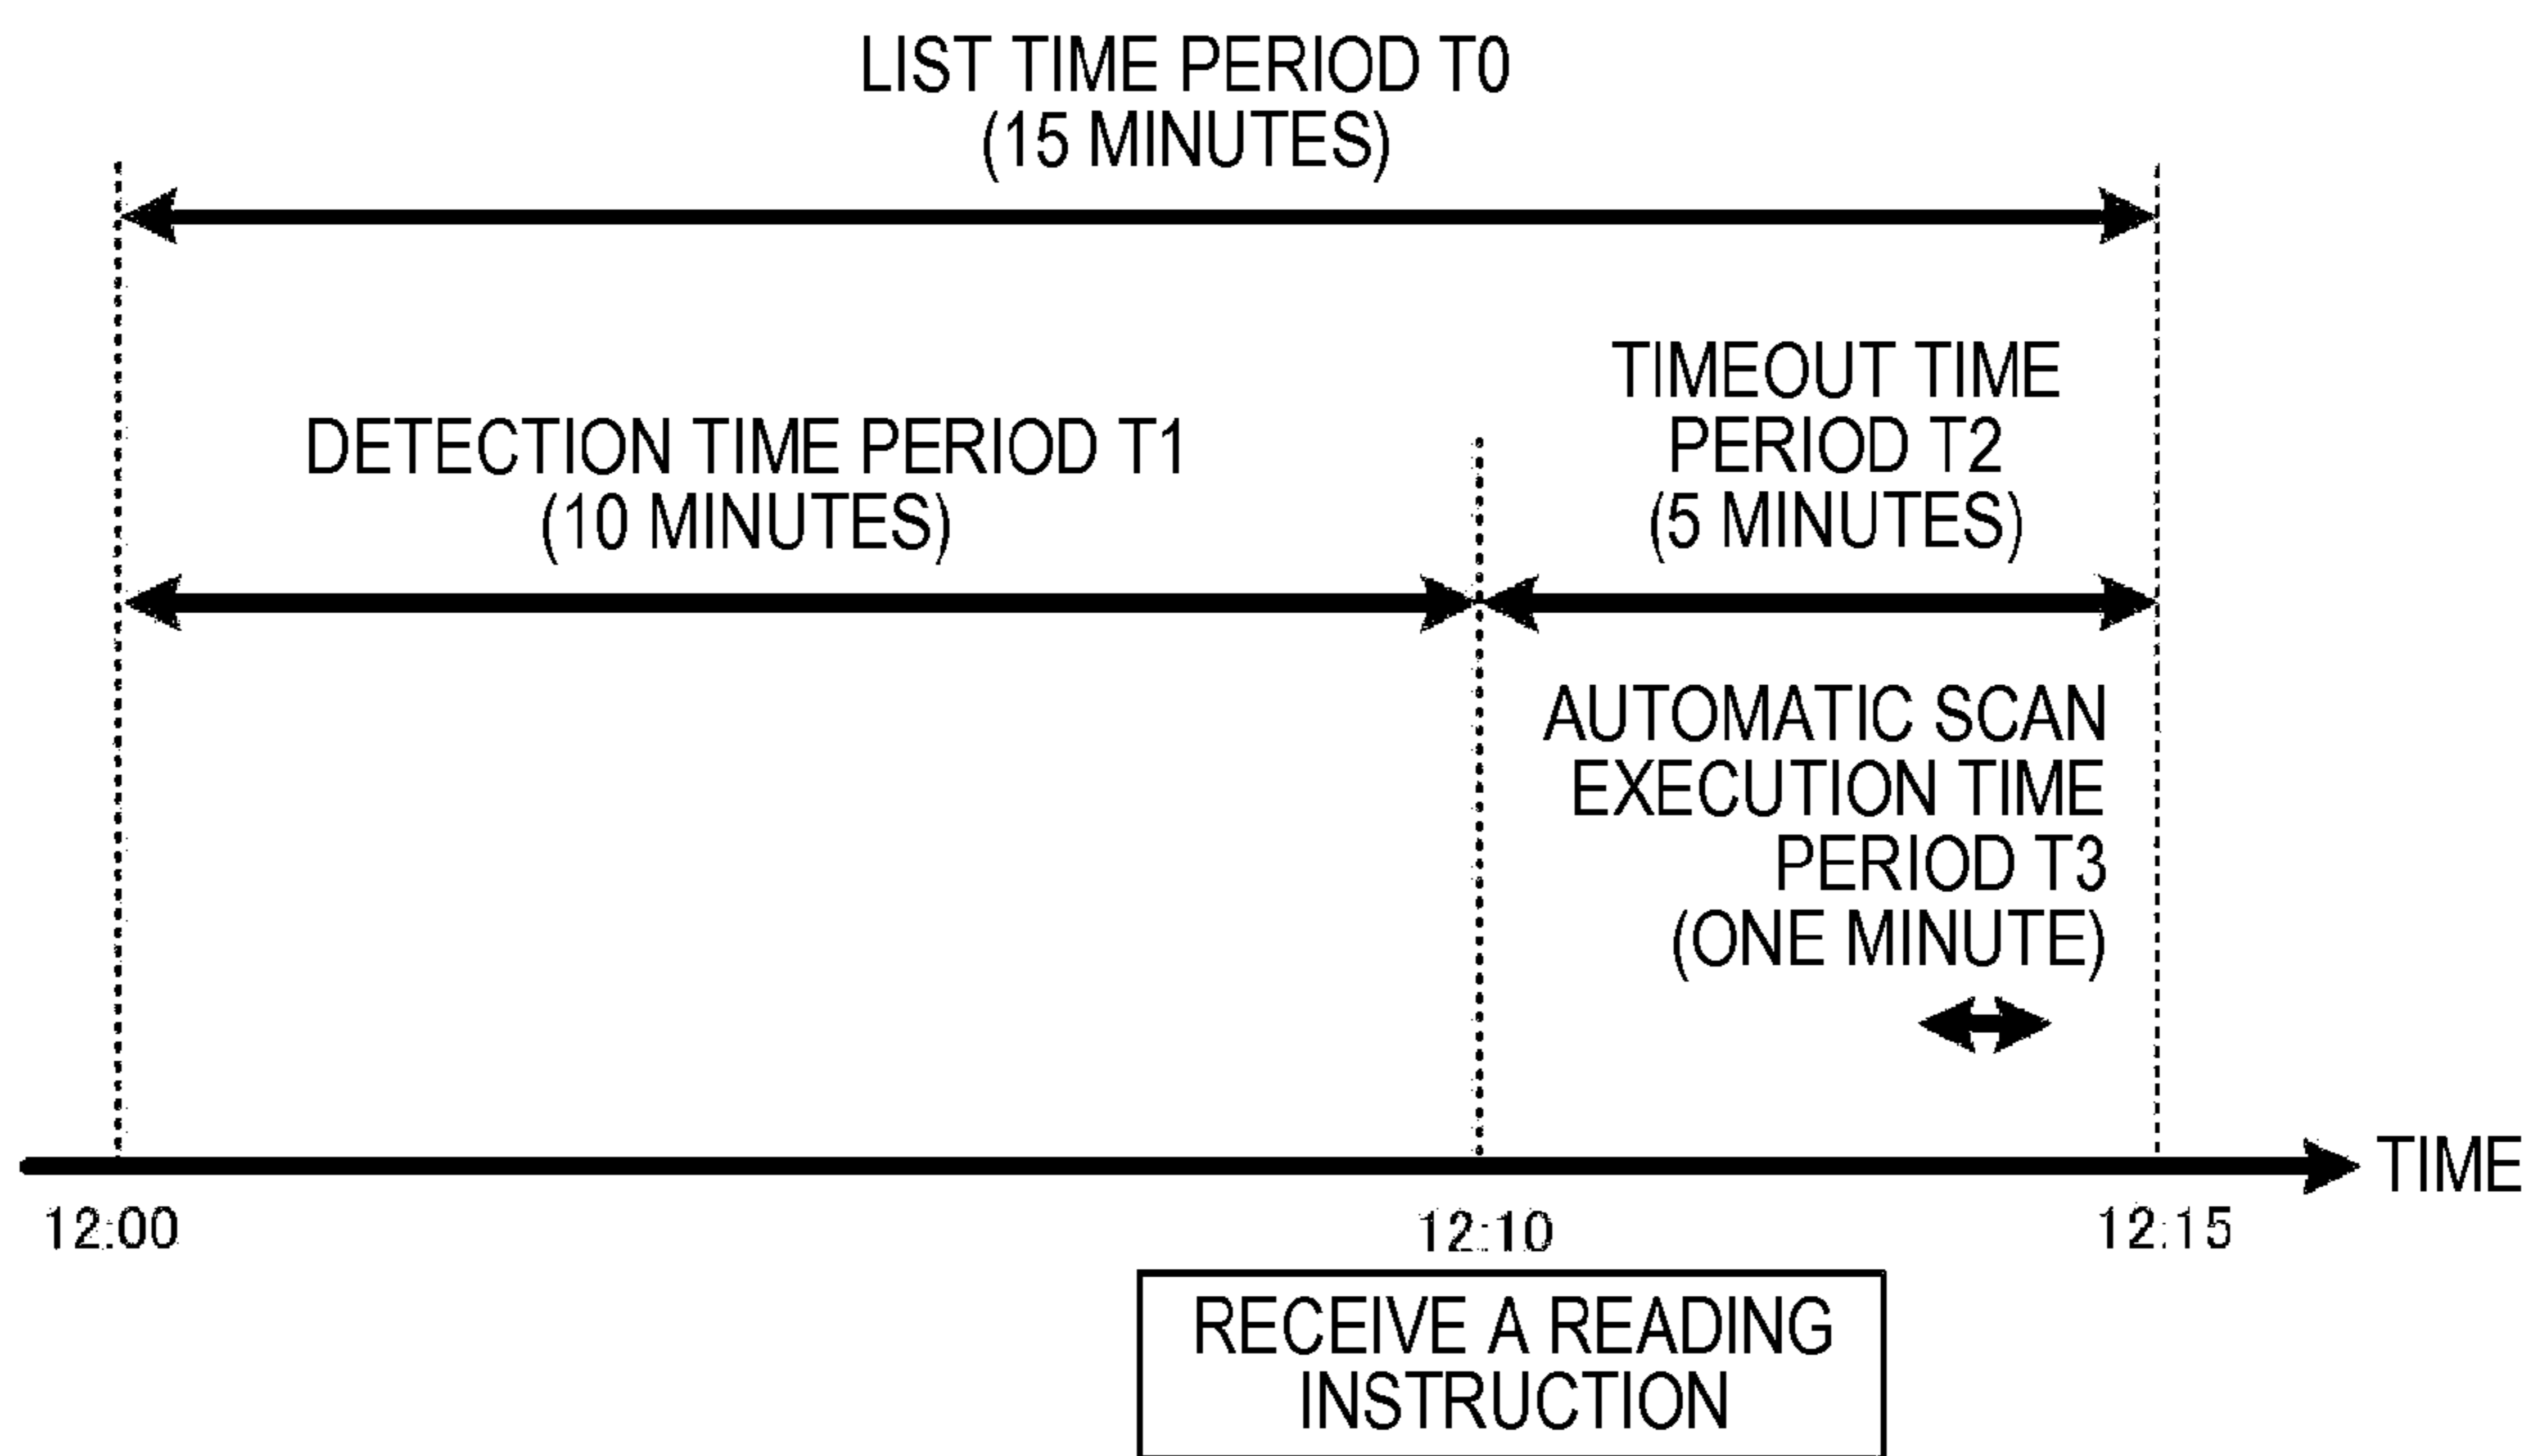 LIST TIME PERIOD T0
(15 MINUTES)
DETECTION TIME PERIOD T1
(10 MINUTES)
TIMEOUT TIME
PERIOD T2
(5 MINUTES)
AUTOMATIC SCAN
EXECUTION TIME
PERIOD T3
(ONE MINUTE)
TIME
12:00
12:10
12:15
RECEIVE A READING
INSTRUCTION